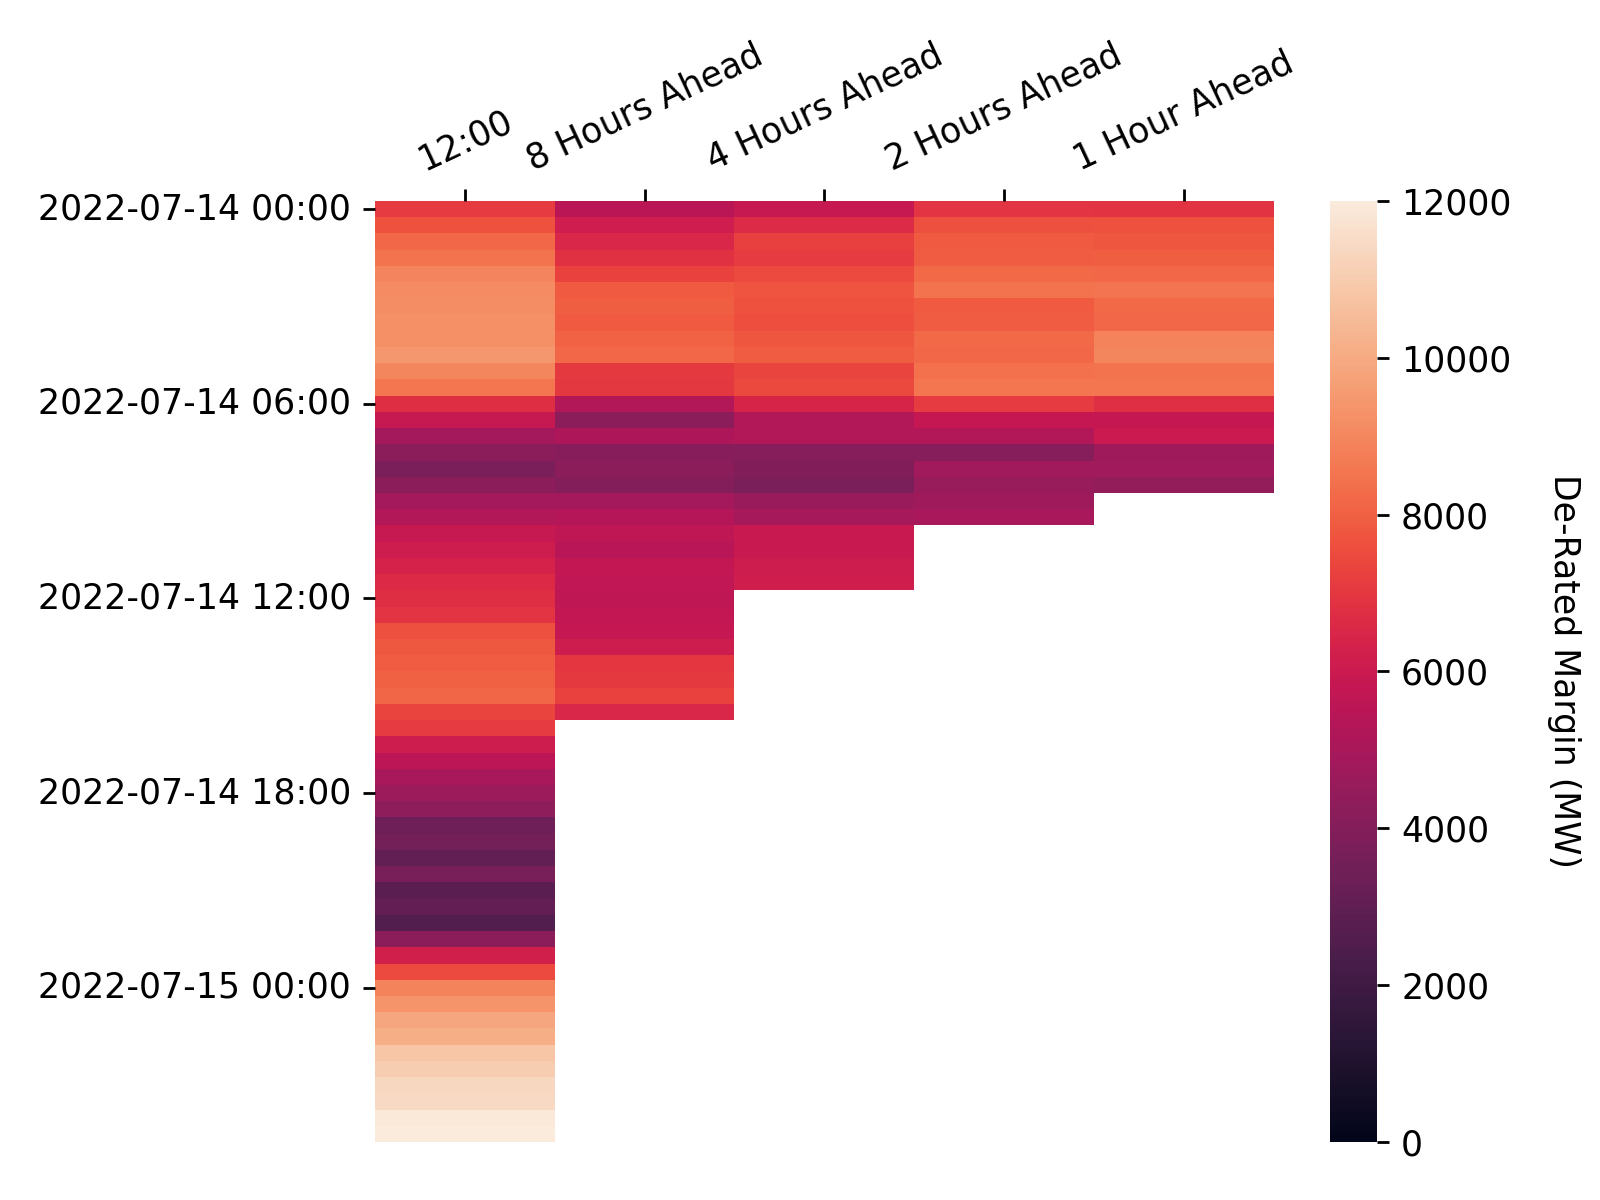 12:00
8 Hours Ahead
4 Hours Ahead
2 Hours Ahead
1 Hour Ahead
2022-07-14 00:00
2022-07-14 06:00
2022-07-14 12:00
2022-07-14 18:00
2022-07-15 00:00
12000
10000
8000
6000
4000
2000
0
De-Rated Margin (MW)